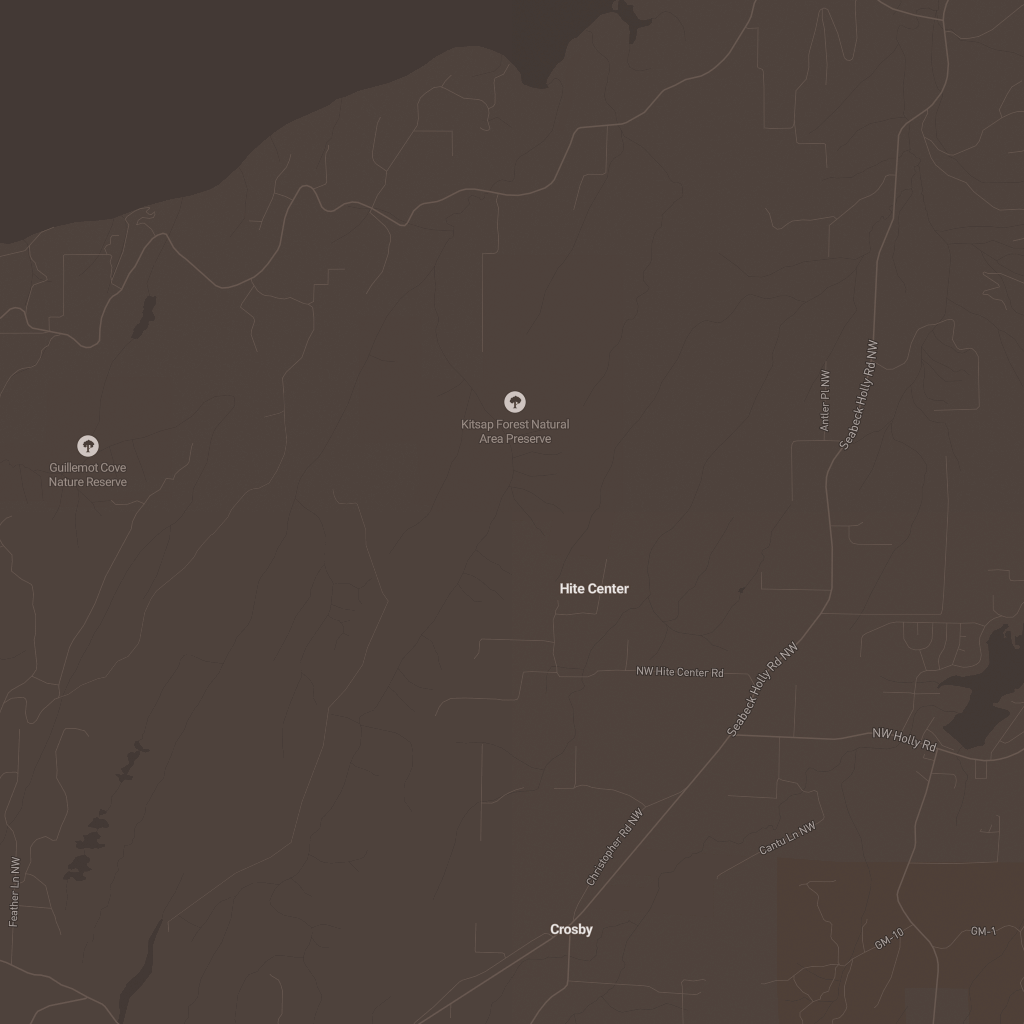 Seabeck Holly Rd NW
Antler Pl NW
Kitsap Forest Natural
Area Preserve
Guillemot Cove
Nature Reserve
Hite Center
NW Hite Center Rd
Seabeck Holly Rd NW
NW Holly Rd
Christopher Rd NW
Cantu Ln NW
Feather Ln NW
Crosby
GM-10
GM-1